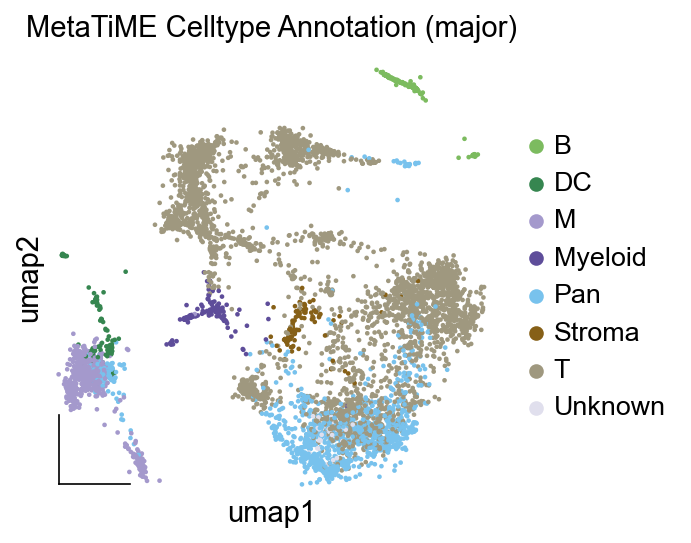 MetaTiME Celltype Annotation (major)
B
DC
M
Myeloid
Pan
Stroma
T
Unknown
umap2
umap1